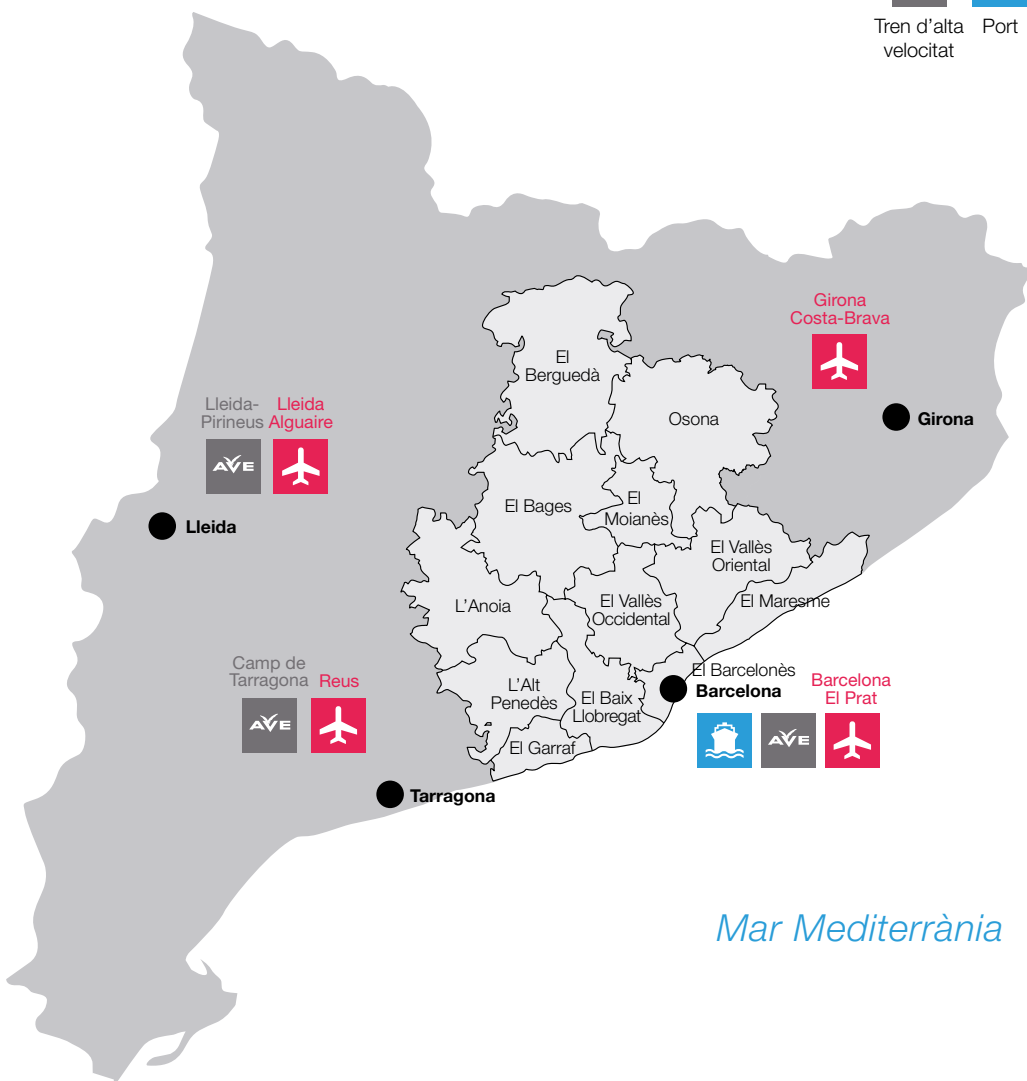 Tren d'alta
velocitat
Port
Girona
Costa-Brava
Girona
El
Berguedà
Osona
Lleida-
Pirineus
AVE
Lleida
Alguaire
Lleida
El Bages
El
Moianès
El Vallès
Oriental
L'Anoia
El Vallès
Occidental
El Maresme
Camp de
Tarragona
AVE
Reus
L'Alt
Penedès
El Baix
Llobregat
El Barcelonès
Barcelona
Barcelona
El Prat
AVE
El Garraf
Tarragona
Mar Mediterrània